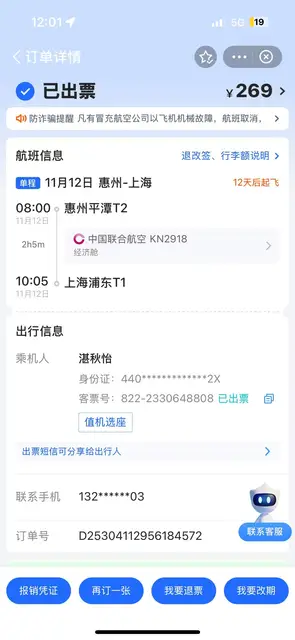 12:01
5G
19
订单详情
已出票
¥269
防诈骗提醒 凡有冒充航空公司以飞机机械故障，航班取消，
航班信息
退改签、行李额说明
单程 11月12日 惠州-上海
12天后起飞
08:00 惠州平潭T2
11月12日
2h5m
中国联合航空 KN2918
经济舱
10:05 上海浦东T1
11月12日
出行信息
乘机人 湛秋怡
身份证：440*************2X
客票号：822-2330648808 已出票
值机选座
出票短信可分享给出行人
联系手机 132******03
联系客服
订单号 D25304112956184572
报销凭证
再订一张
我要退票
我要改期